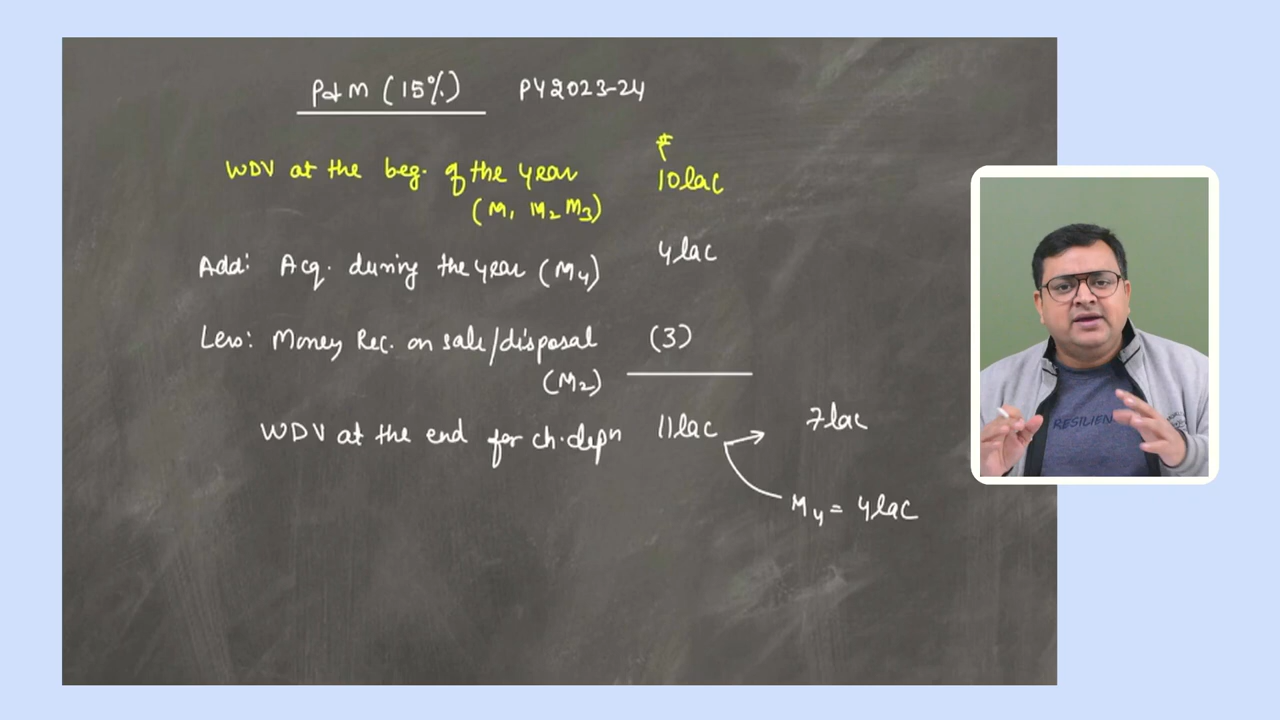 P&M (15%) PY2023-24
₹
WDV at the beg. of the year 10lac
(M1 M2 M3)
Add: Acq. during the year (M4) 4lac
Less: Money Rec. on sale/disposal (3)
(M2)
WDV at the end for ch. depn 11lac 7lac
M4 = 4lac
RESILIEN